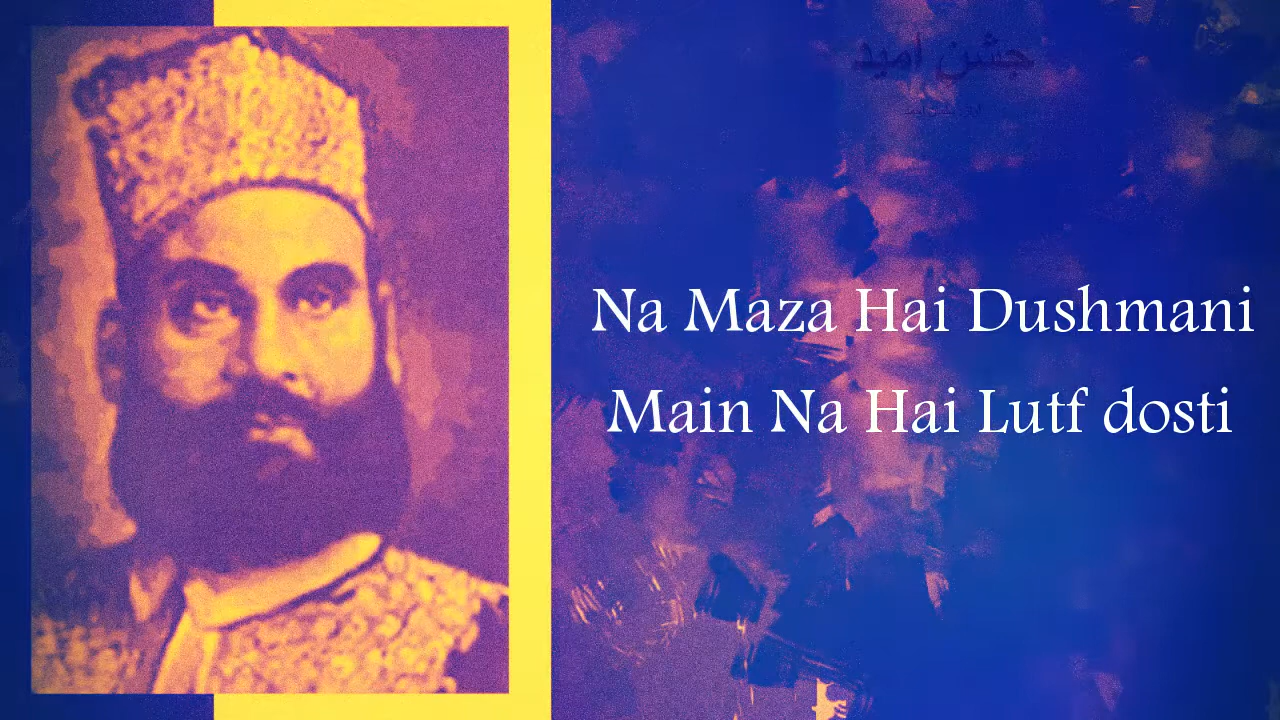 جشن امید
Na Maza Hai Dushmani
Main Na Hai Lutf dosti